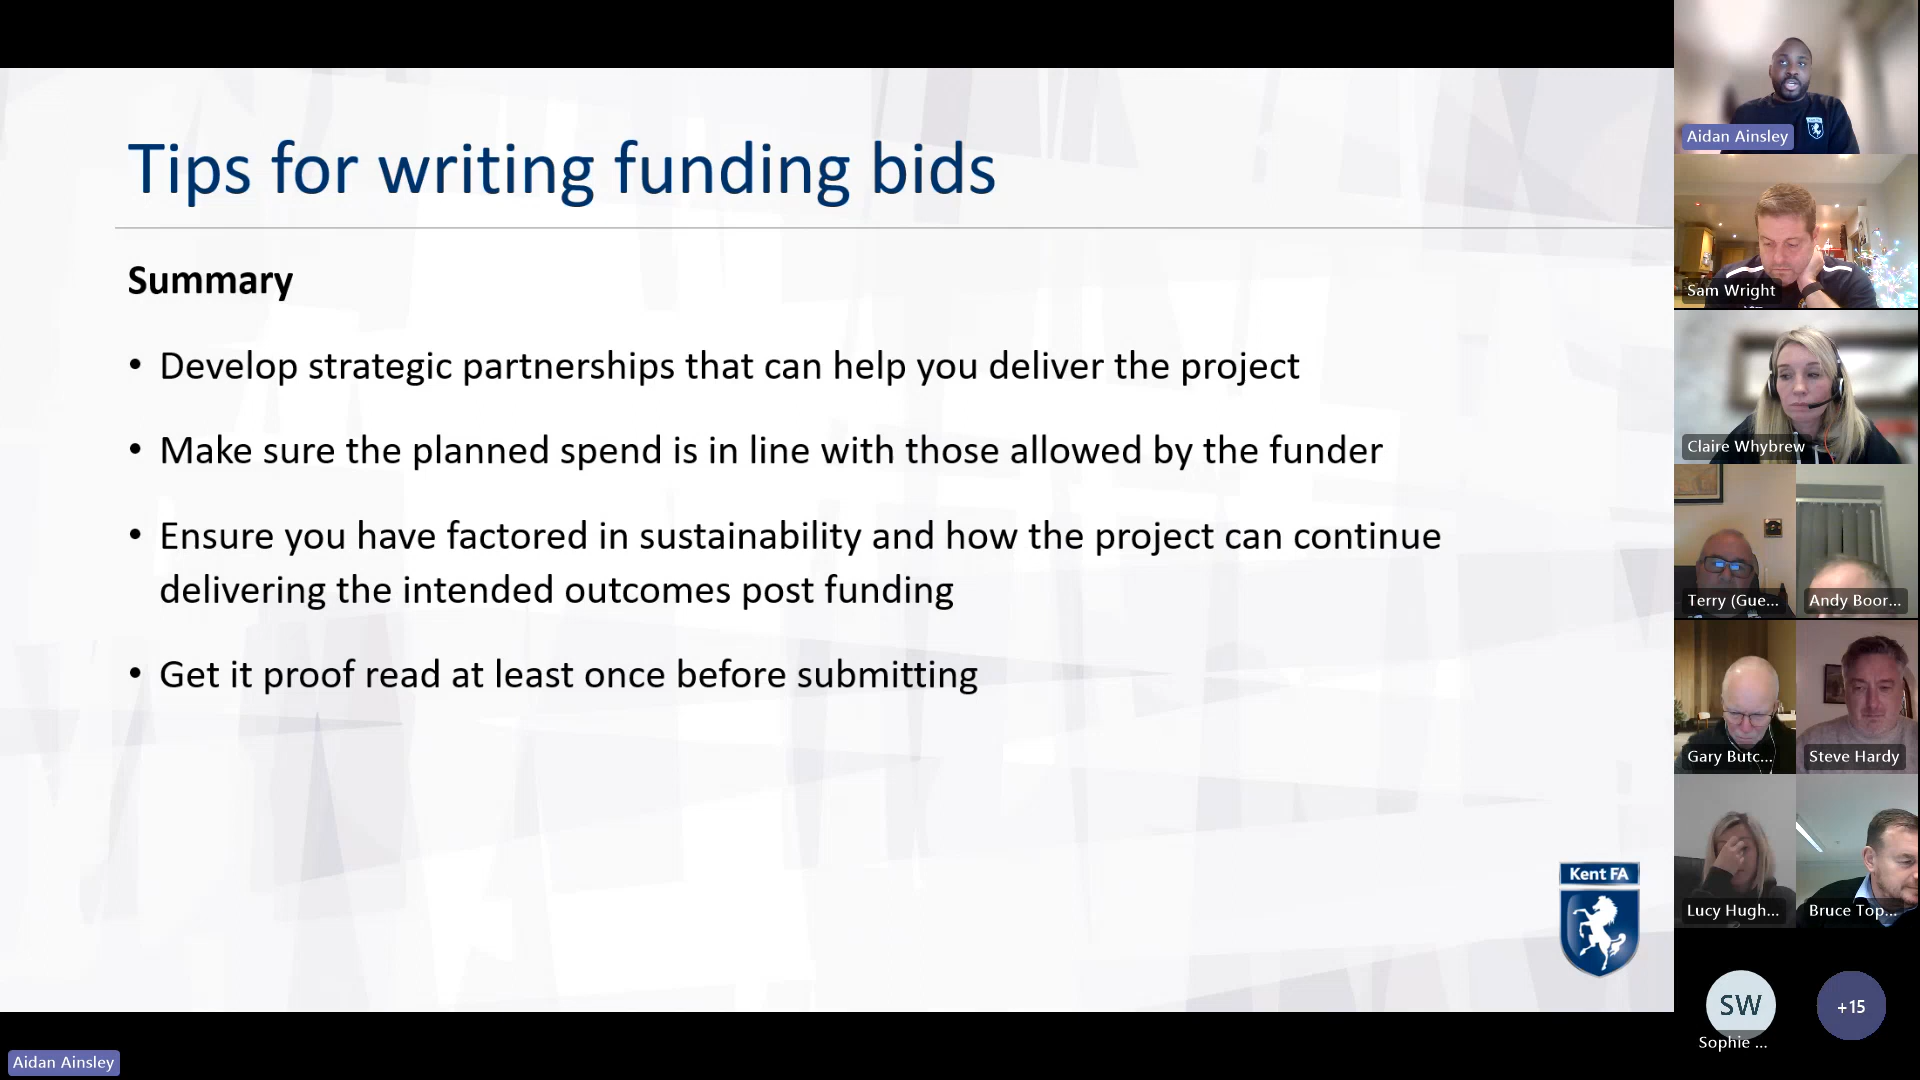 Tips for writing funding bids
Summary
• Develop strategic partnerships that can help you deliver the project
• Make sure the planned spend is in line with those allowed by the funder
• Ensure you have factored in sustainability and how the project can continue
delivering the intended outcomes post funding
• Get it proof read at least once before submitting
Kent FA
Aidan Ainsley
Aidan Ainsley
Sam Wright
Claire Whybrew
Terry (Gue...
Andy Boor...
Gary Butc...
Steve Hardy
Lucy Hugh...
Bruce Top...
SW
Sophie ...
+15